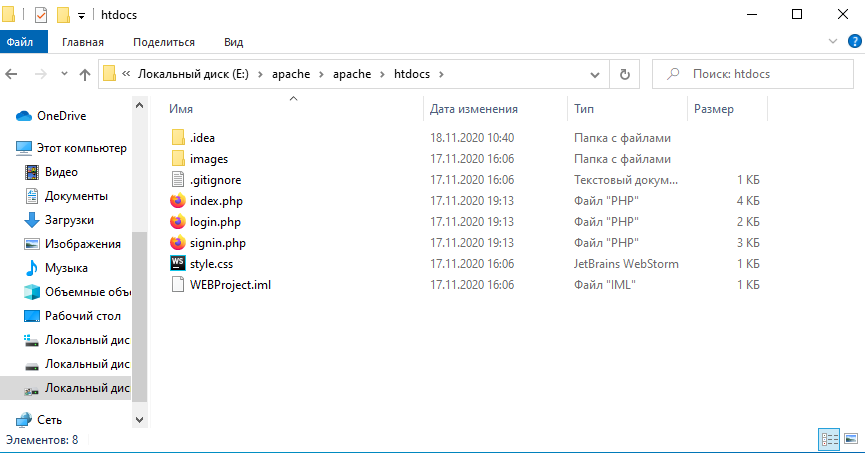 htdocs
Файл Главная Поделиться Вид
« Локальный диск (E:) › apache › apache › htdocs ›
Поиск: htdocs
Имя Дата изменения Тип Размер
OneDrive
Этот компьютер
Видео
Документы
Загрузки
Изображения
Музыка
Объемные объ
Рабочий стол
Локальный дис
Локальный дис
Локальный дис
Сеть
.idea 18.11.2020 10:40 Папка с файлами
images 17.11.2020 16:06 Папка с файлами
.gitignore 17.11.2020 16:06 Текстовый докум... 1 КБ
index.php 17.11.2020 19:13 Файл "PHP" 4 КБ
login.php 17.11.2020 19:13 Файл "PHP" 2 КБ
signin.php 17.11.2020 19:13 Файл "PHP" 3 КБ
WS style.css 17.11.2020 16:06 JetBrains WebStorm 1 КБ
WEBProject.iml 17.11.2020 16:06 Файл "IML" 1 КБ
Элементов: 8